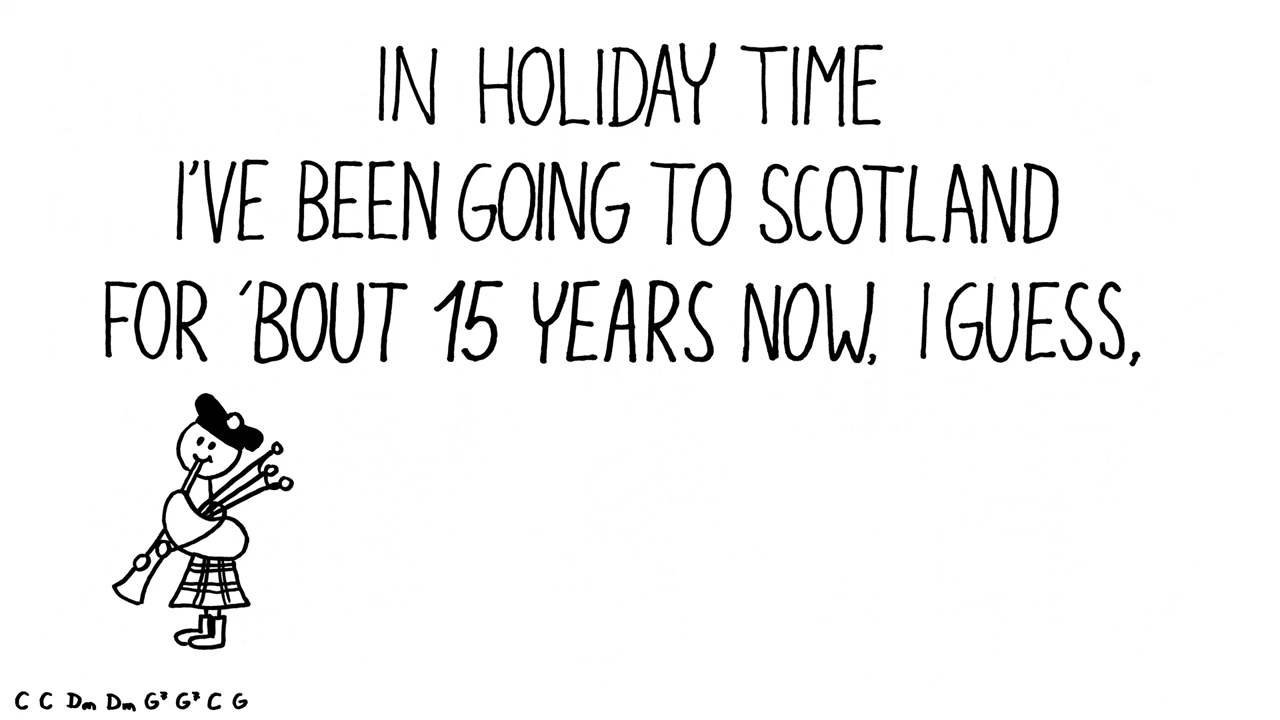 IN HOLIDAY TIME
I'VE BEEN GOING TO SCOTLAND
FOR 'BOUT 15 YEARS NOW, I GUESS,
C C Dm Dm G⁷ G⁷ C G